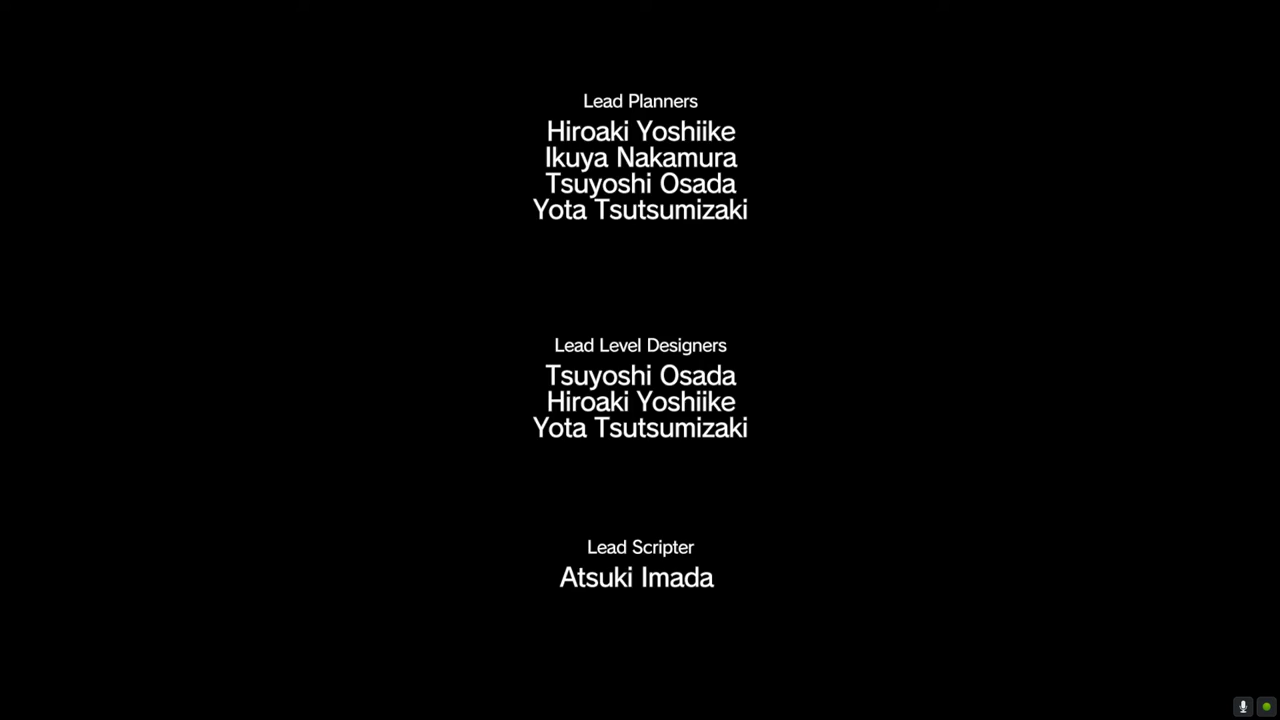 Lead Planners
Hiroaki Yoshiike
Ikuya Nakamura
Tsuyoshi Osada
Yota Tsutsumizaki
Lead Level Designers
Tsuyoshi Osada
Hiroaki Yoshiike
Yota Tsutsumizaki
Lead Scripter
Atsuki Imada